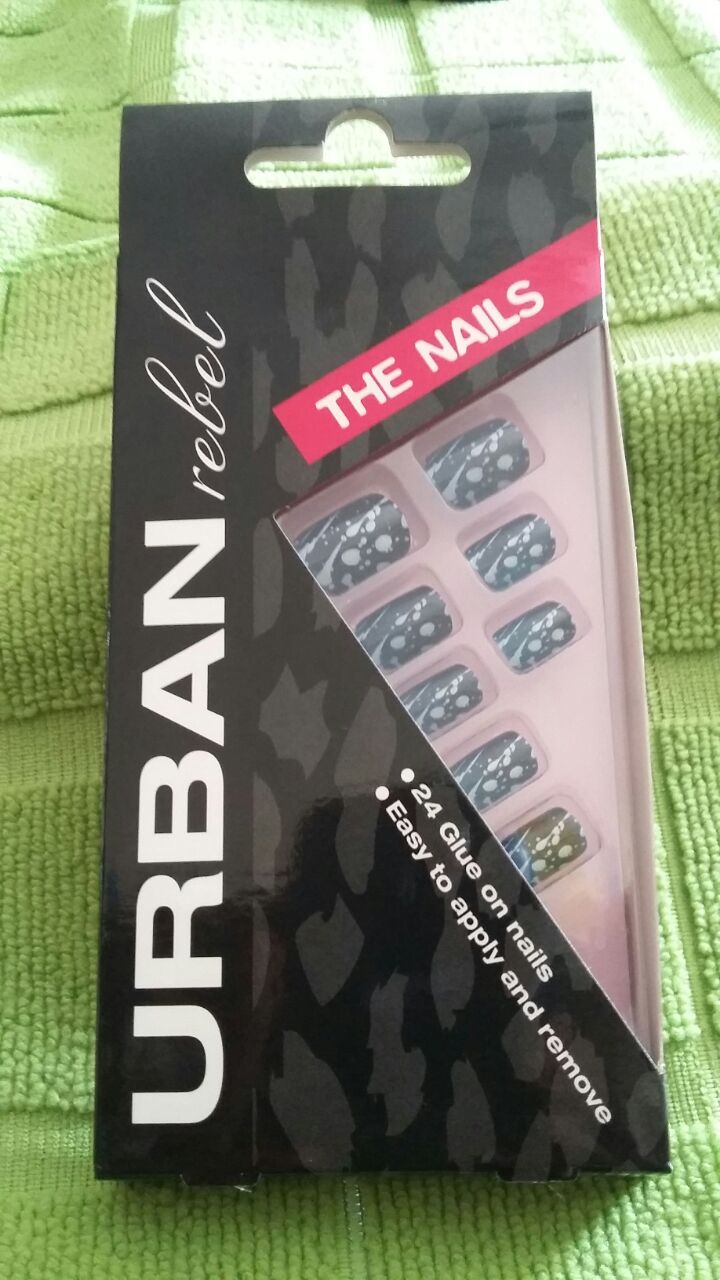 URBAN rebel
THE NAILS
• 24 Glue on nails
• Easy to apply and remove